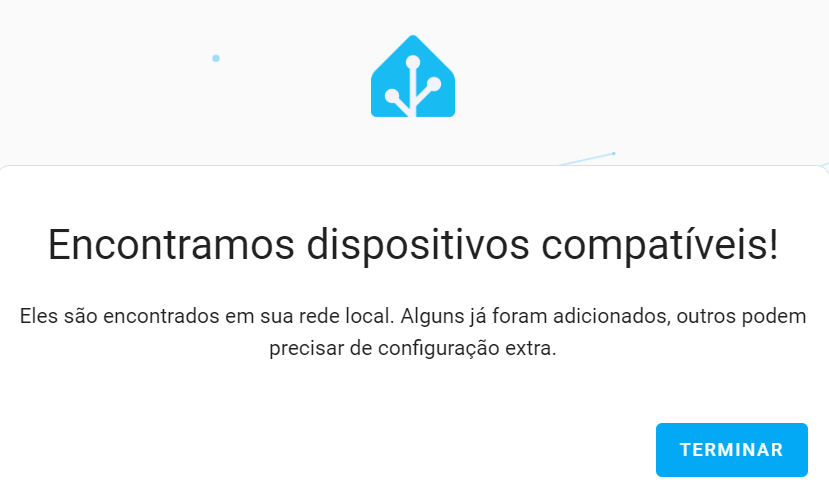 Encontramos dispositivos compatíveis!
Eles são encontrados em sua rede local. Alguns já foram adicionados, outros podem
precisar de configuração extra.
TERMINAR